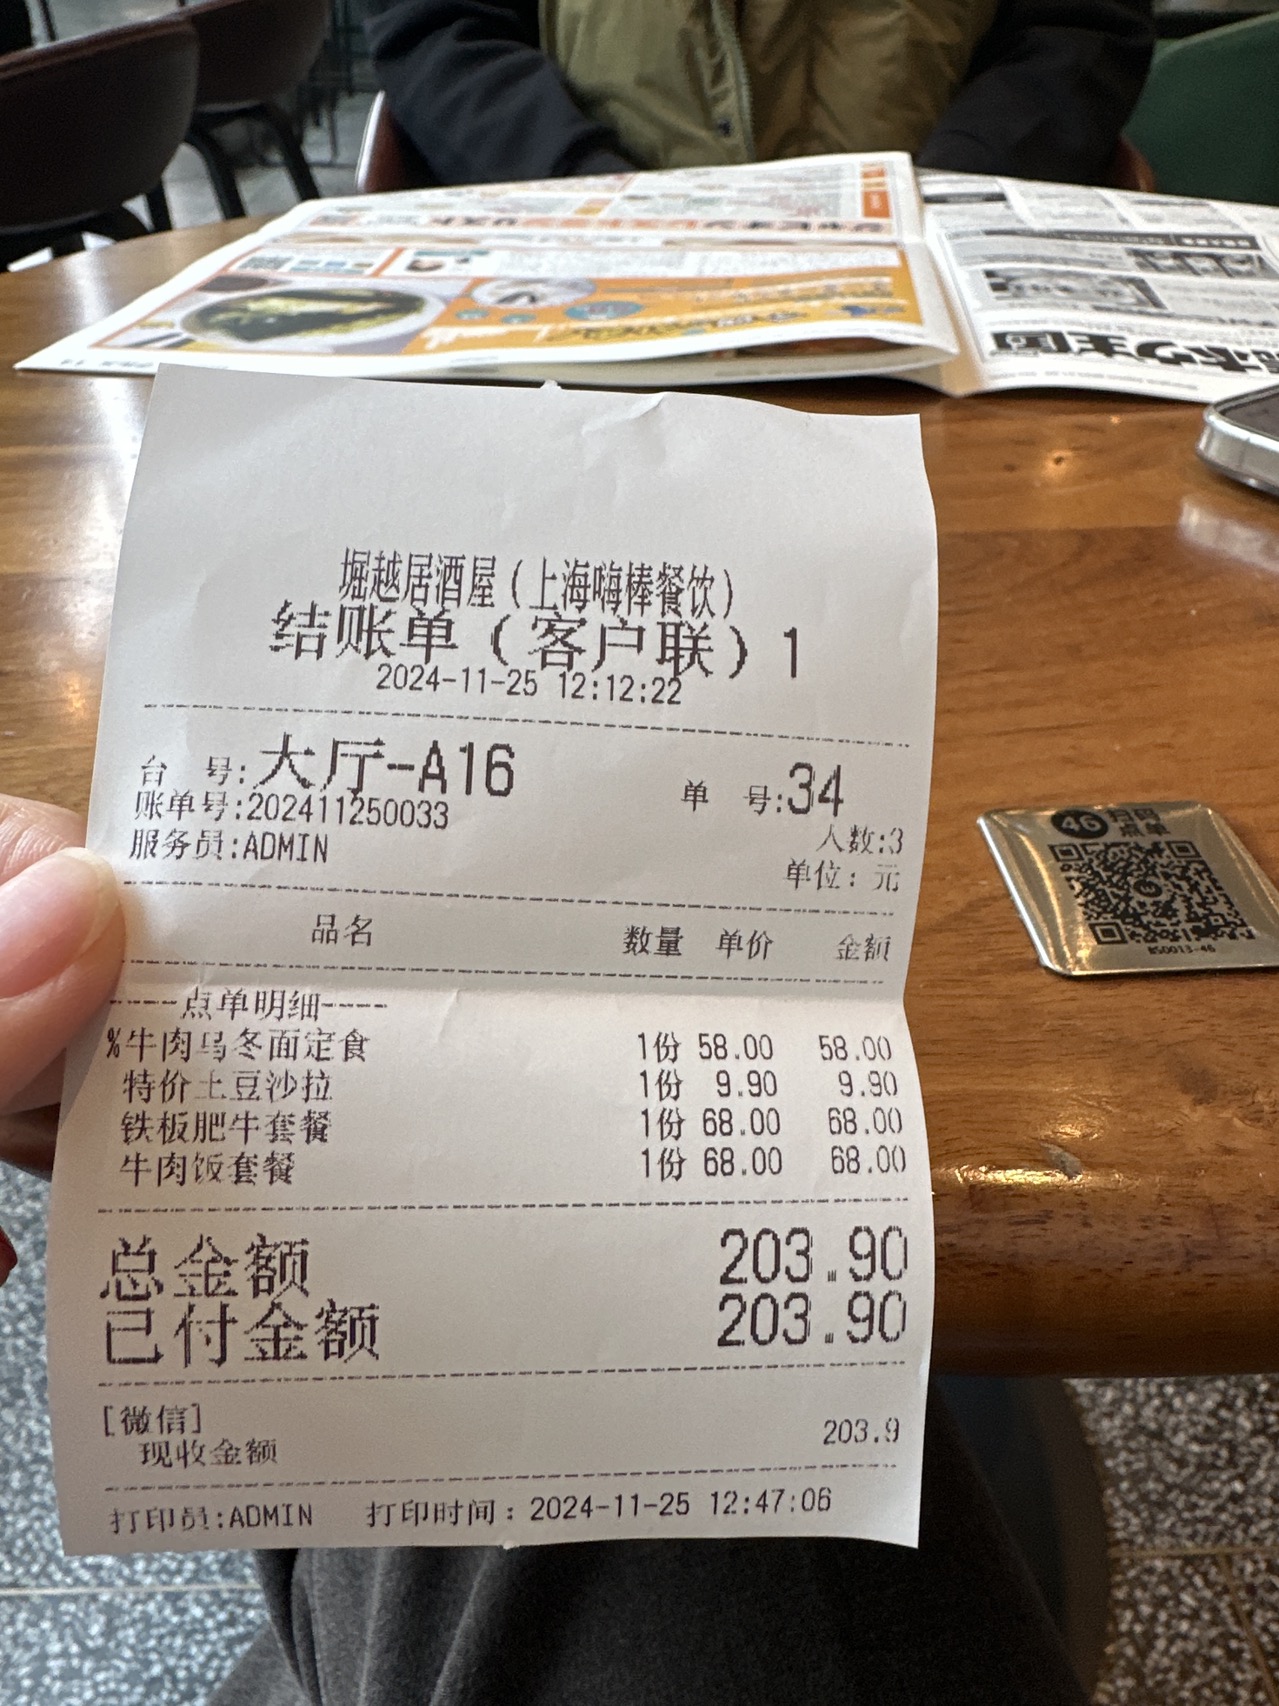 堀越居酒屋(上海嗨棒餐饮)
结账单(客户联)1
2024-11-25 12:12:22
台 号:大厅-A16 单 号:34
账单号:202411250033 人数:3
服务员:ADMIN 单位: 元
品名 数量 单价 金额
----点单明细----
%牛肉乌冬面定食 1份 58.00 58.00
特价土豆沙拉 1份 9.90 9.90
铁板肥牛套餐 1份 68.00 68.00
牛肉饭套餐 1份 68.00 68.00
总金额 203.90
已付金额 203.90
[微信]
现收金额 203.9
打印员:ADMIN 打印时间: 2024-11-25 12:47:06
46 扫码
点单